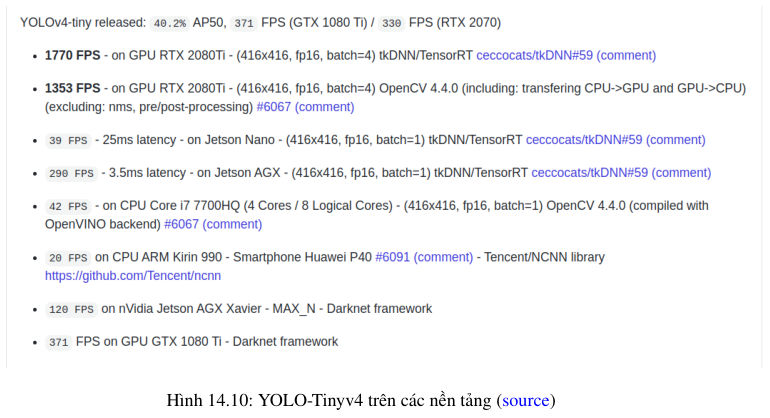 YOLOv4-tiny released: 40.2% AP50, 371 FPS (GTX 1080 Ti) / 330 FPS (RTX 2070)
• 1770 FPS - on GPU RTX 2080Ti - (416x416, fp16, batch=4) tkDNN/TensorRT ceccocats/tkDNN#59 (comment)
• 1353 FPS - on GPU RTX 2080Ti - (416x416, fp16, batch=4) OpenCV 4.4.0 (including: transfering CPU->GPU and GPU->CPU)
(excluding: nms, pre/post-processing) #6067 (comment)
• 39 FPS - 25ms latency - on Jetson Nano - (416x416, fp16, batch=1) tkDNN/TensorRT ceccocats/tkDNN#59 (comment)
• 290 FPS - 3.5ms latency - on Jetson AGX - (416x416, fp16, batch=1) tkDNN/TensorRT ceccocats/tkDNN#59 (comment)
• 42 FPS - on CPU Core i7 7700HQ (4 Cores / 8 Logical Cores) - (416x416, fp16, batch=1) OpenCV 4.4.0 (compiled with
OpenVINO backend) #6067 (comment)
• 20 FPS on CPU ARM Kirin 990 - Smartphone Huawei P40 #6091 (comment) - Tencent/NCNN library
https://github.com/Tencent/ncnn
• 120 FPS on nVidia Jetson AGX Xavier - MAX_N - Darknet framework
• 371 FPS on GPU GTX 1080 Ti - Darknet framework
Hình 14.10: YOLO-Tinyv4 trên các nền tảng (source)